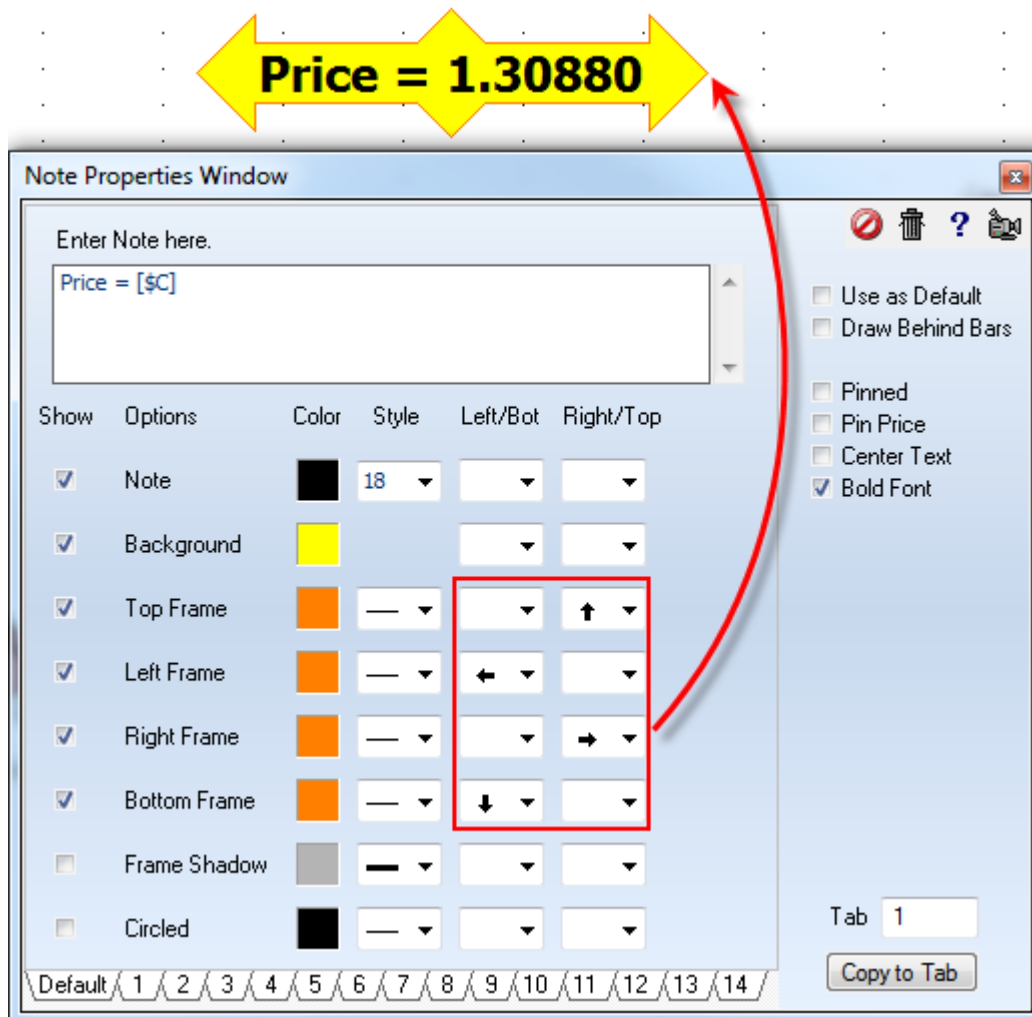 Price = 1.30880
Note Properties Window
Enter Note here.
Price = [$C]
Use as Default
Draw Behind Bars
Pinned
Pin Price
Center Text
Bold Font
Show Options Color Style Left/Bot Right/Top
Note 18
Background
Top Frame
Left Frame
Right Frame
Bottom Frame
Frame Shadow
Circled
Tab 1
Copy to Tab
Default 1 2 3 4 5 6 7 8 9 10 11 12 13 14